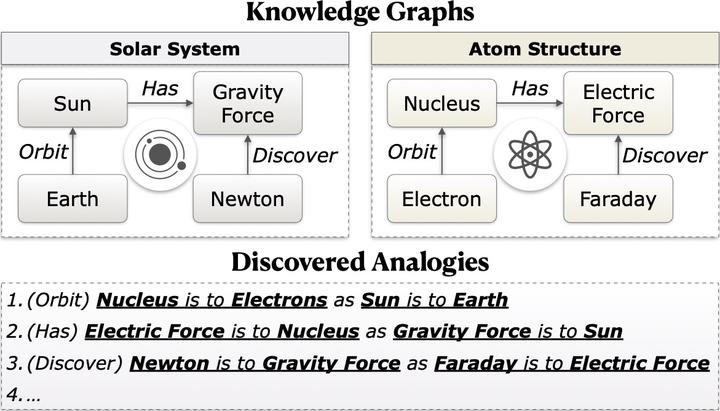 Knowledge Graphs
Solar System
Sun
Has
Gravity
Force
Orbit
Discover
Earth
Newton
Atom Structure
Nucleus
Has
Electric
Force
Orbit
Discover
Electron
Faraday
Discovered Analogies
1. (Orbit) Nucleus is to Electrons as Sun is to Earth
2. (Has) Electric Force is to Nucleus as Gravity Force is to Sun
3. (Discover) Newton is to Gravity Force as Faraday is to Electric Force
4. ...